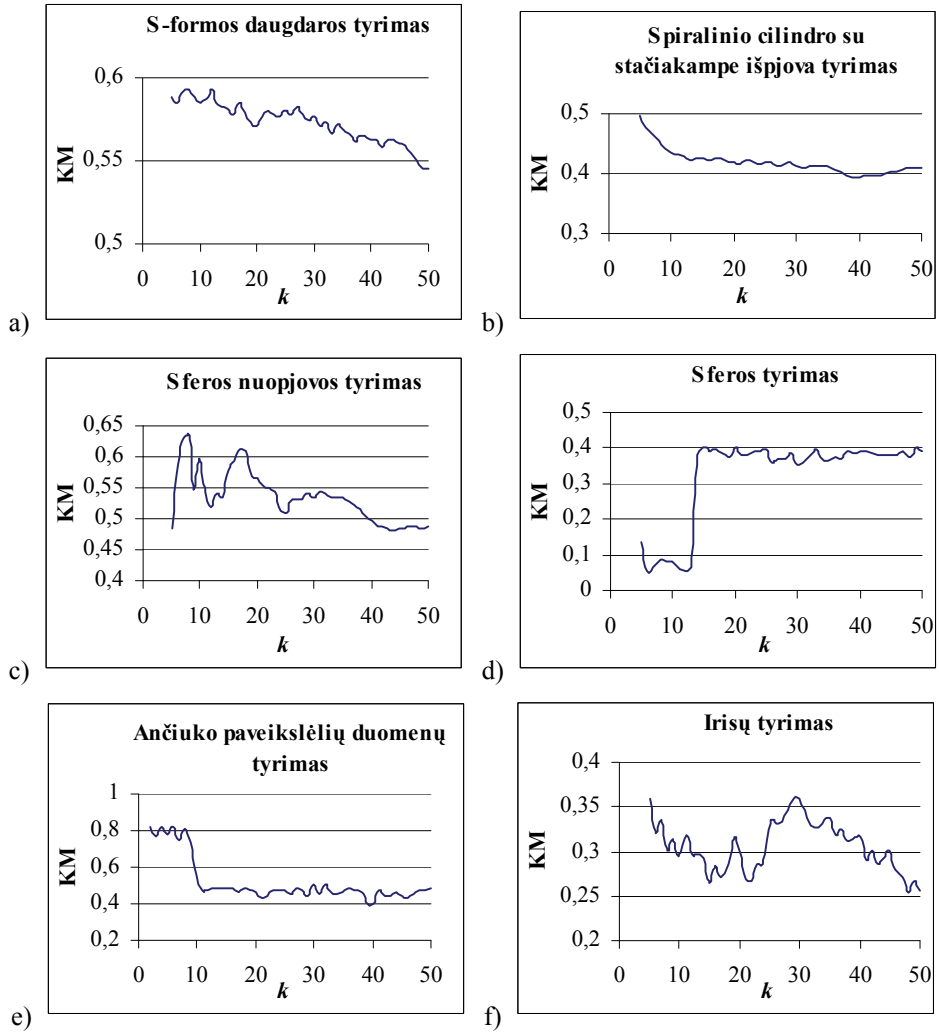 S-formos daugdaros tyrimas
0,6
0,55
0,5
KM
0 10 20 30 40 50
k
a)
Spiralinio cilindro su
stačiakampe išpjova tyrimas
0,5
0,4
0,3
KM
0 10 20 30 40 50
k
b)
Sferos nuopjovos tyrimas
0,65
0,6
0,55
0,5
0,45
0,4
KM
0 10 20 30 40 50
k
c)
Sferos tyrimas
0,5
0,4
0,3
0,2
0,1
0
KM
0 10 20 30 40 50
k
d)
Ančiuko paveikslėlių duomenų
tyrimas
1
0,8
0,6
0,4
0,2
KM
0 10 20 30 40 50
k
e)
Irisų tyrimas
0,4
0,35
0,3
0,25
0,2
KM
0 10 20 30 40 50
k
f)